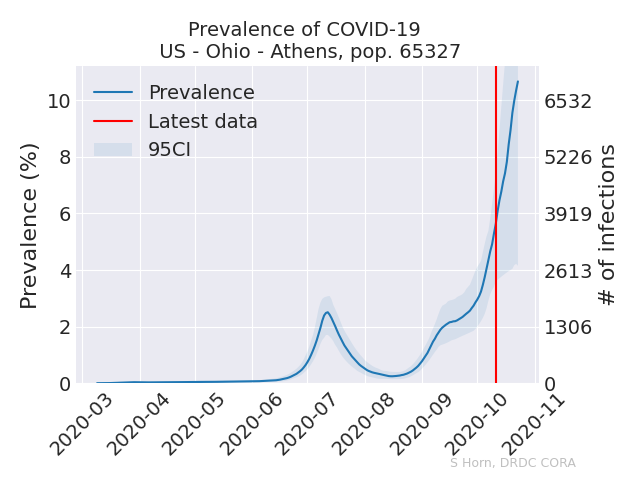 Prevalence of COVID-19
US - Ohio - Athens, pop. 65327
Prevalence
Latest data
95CI
Prevalence (%)
10
8
6
4
2
0
6532
5226
3919
2613
1306
0
# of infections
2020-03
2020-04
2020-05
2020-06
2020-07
2020-08
2020-09
2020-10
2020-11
S Horn, DRDC CORA